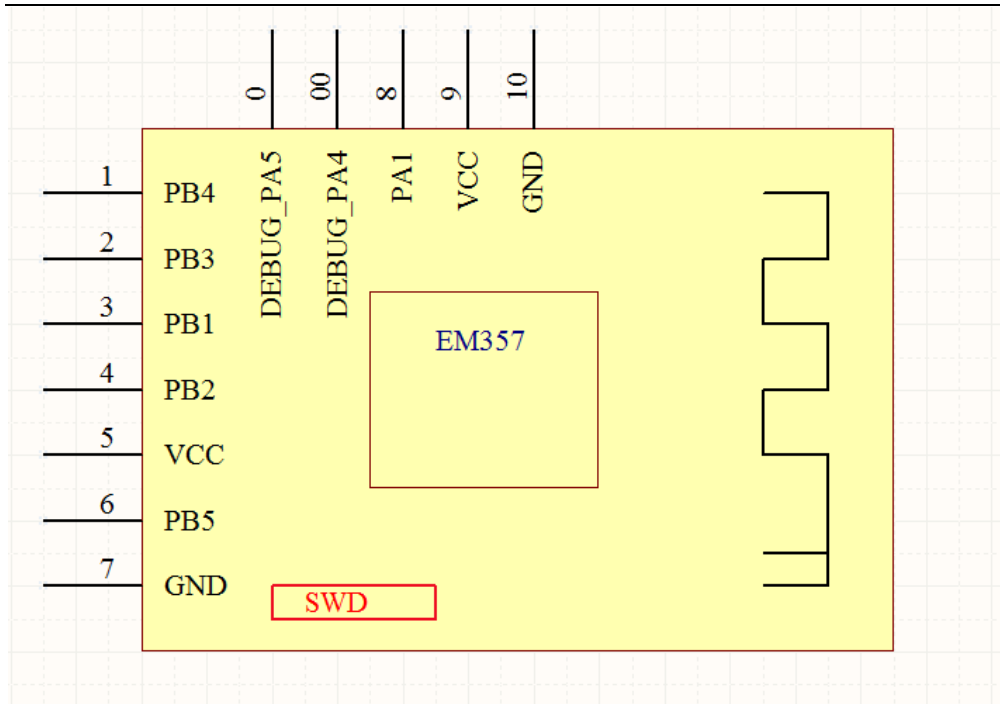 0 00 8 9 10
DEBUG_PA5 DEBUG_PA4 PA1 VCC GND
1 PB4
2 PB3
3 PB1
EM357
4 PB2
5 VCC
6 PB5
7 GND
SWD